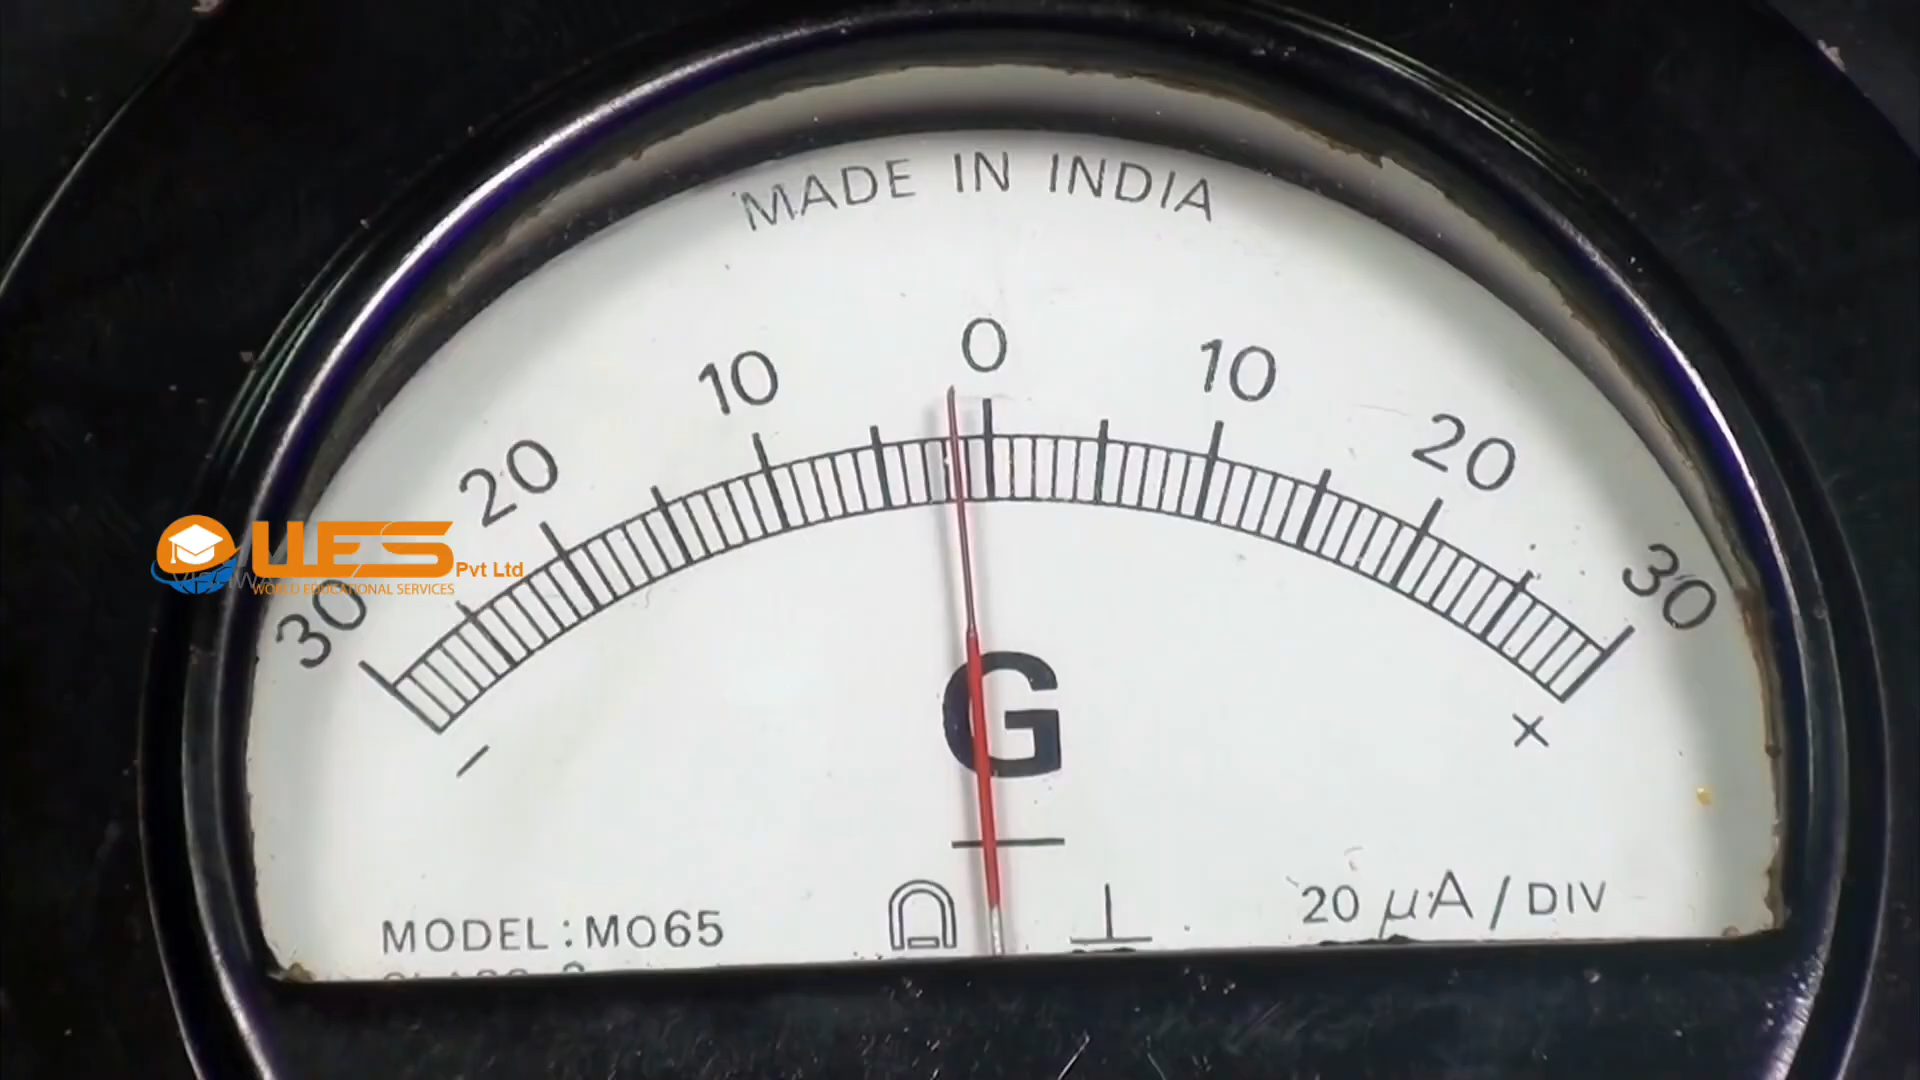 MADE IN INDIA
30 20 10 0 10 20 30
UES Pvt Ltd
WORLD EDUCATIONAL SERVICES
− +
G
MODEL : MO65
20 μA / DIV